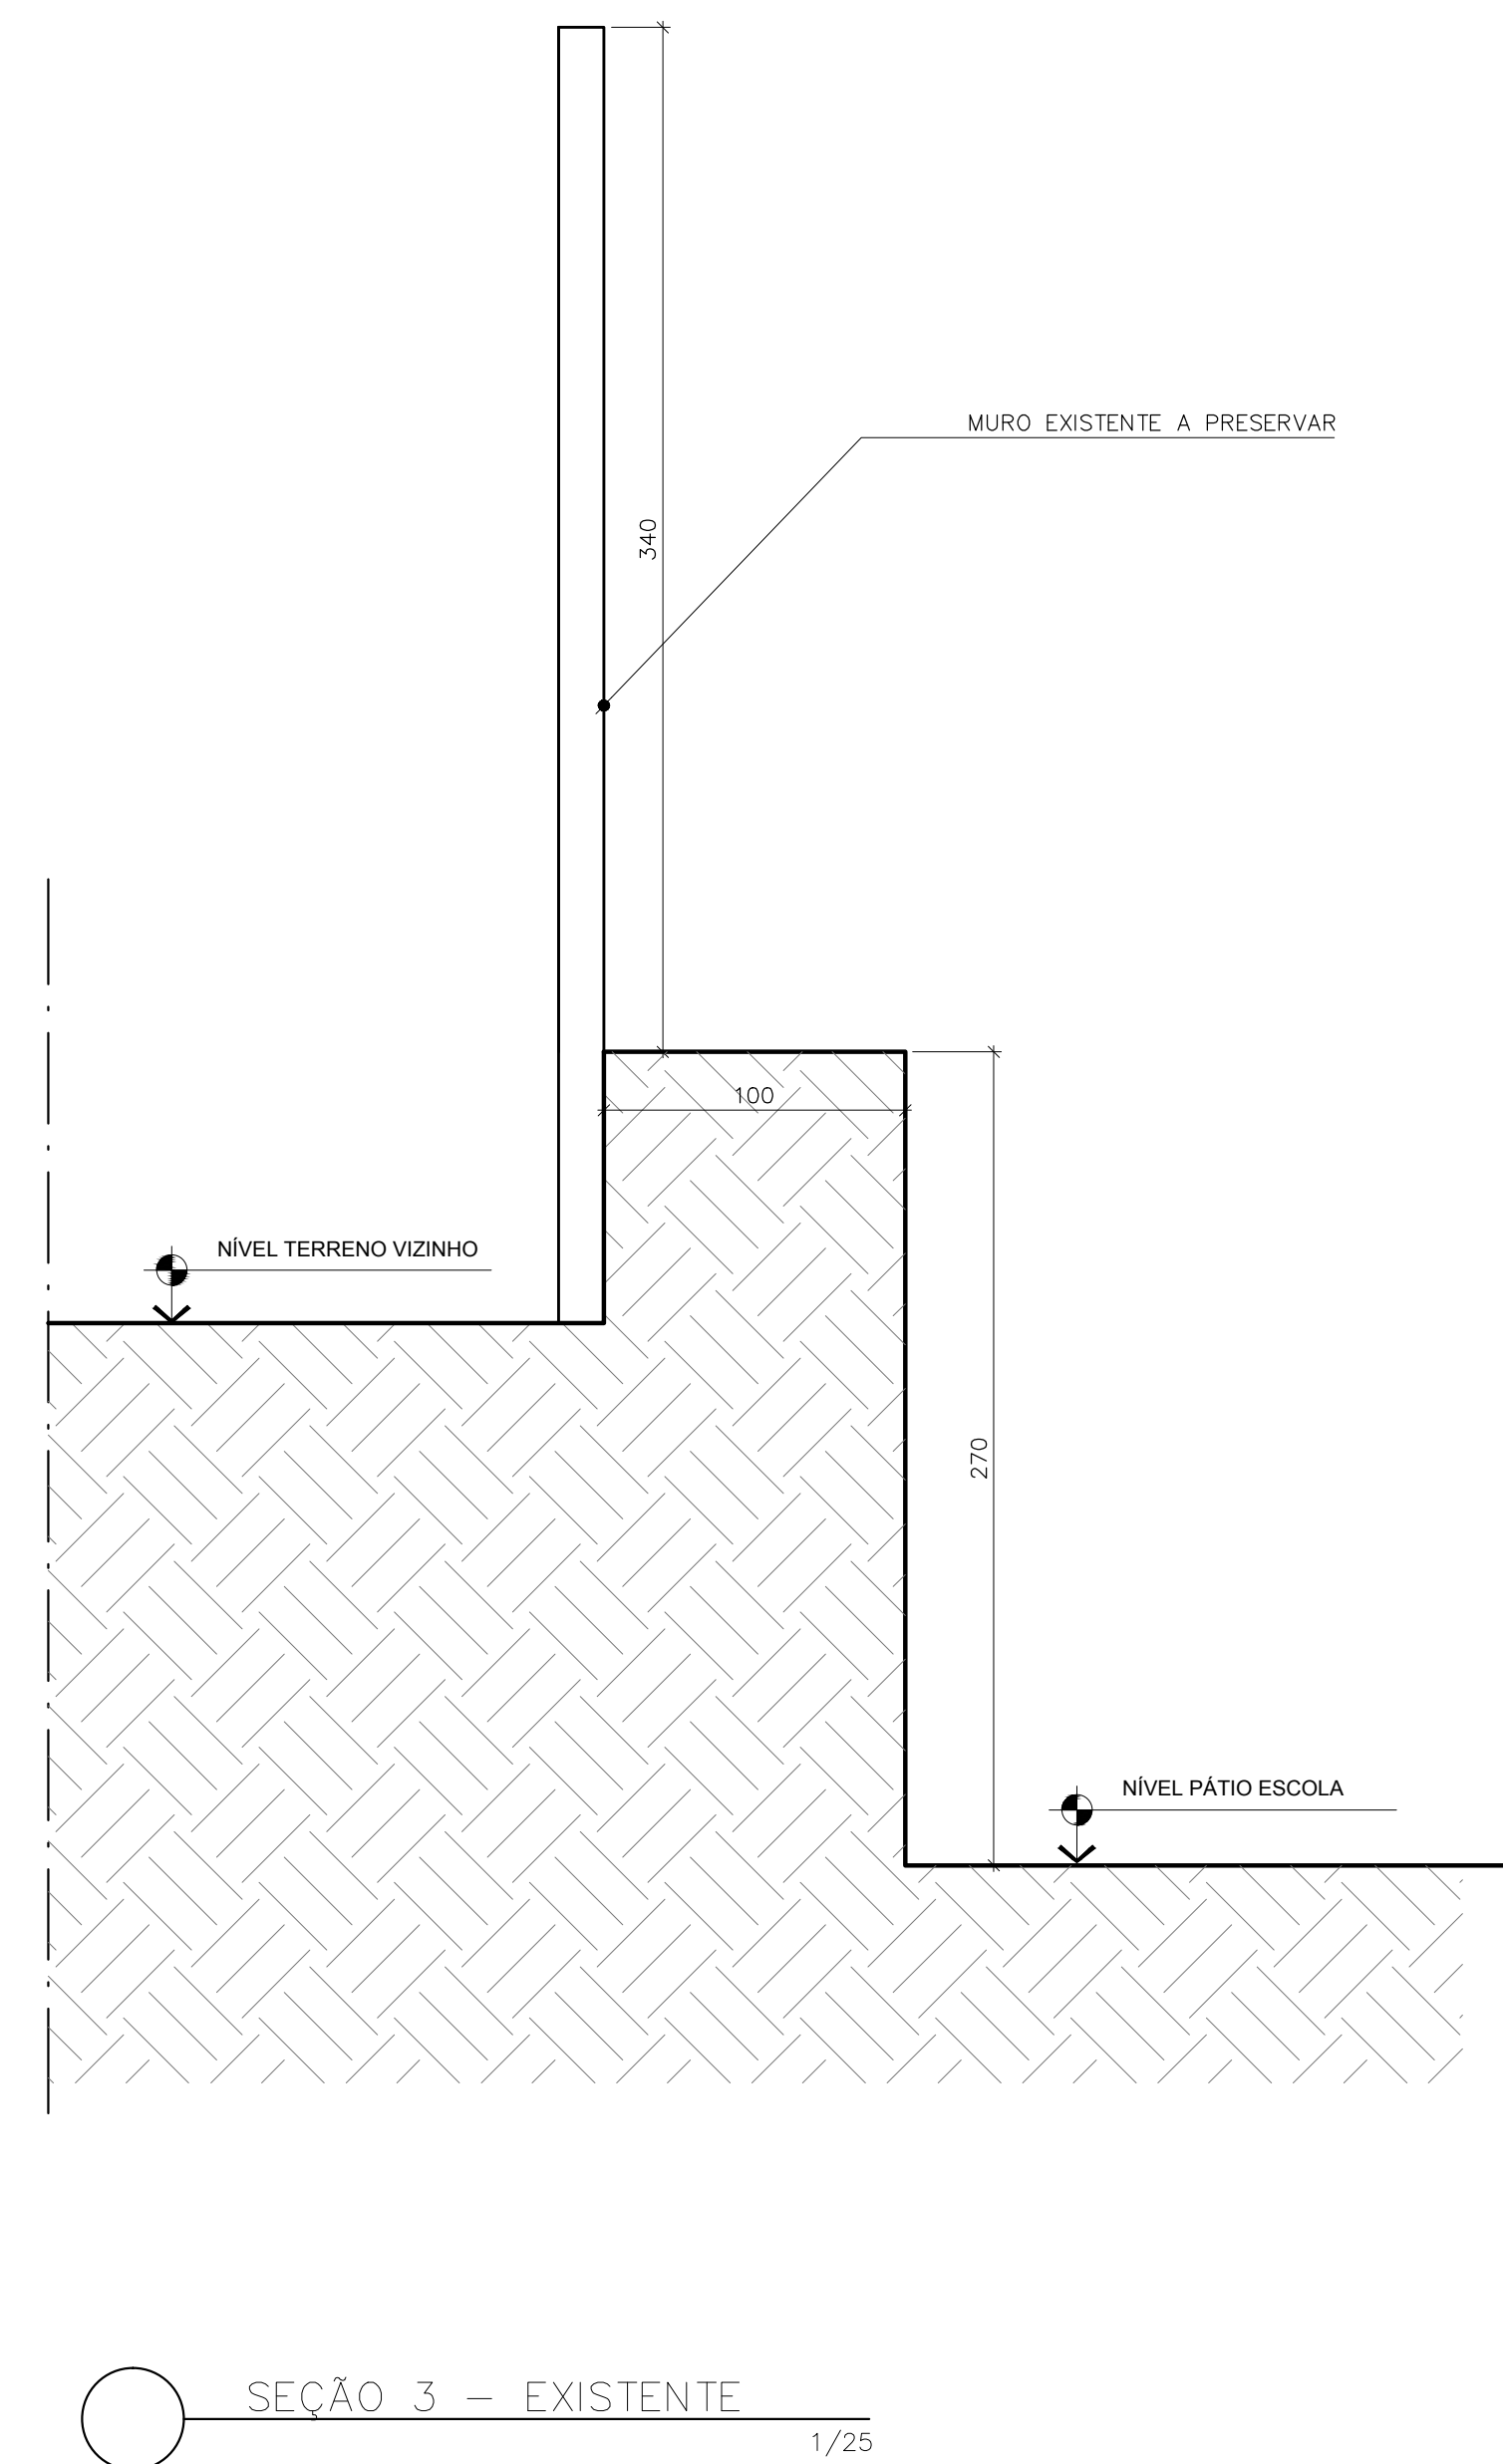 MURO EXISTENTE A PRESERVAR
340
100
NÍVEL TERRENO VIZINHO
270
NÍVEL PÁTIO ESCOLA
SEÇÃO 3 - EXISTENTE
1/25